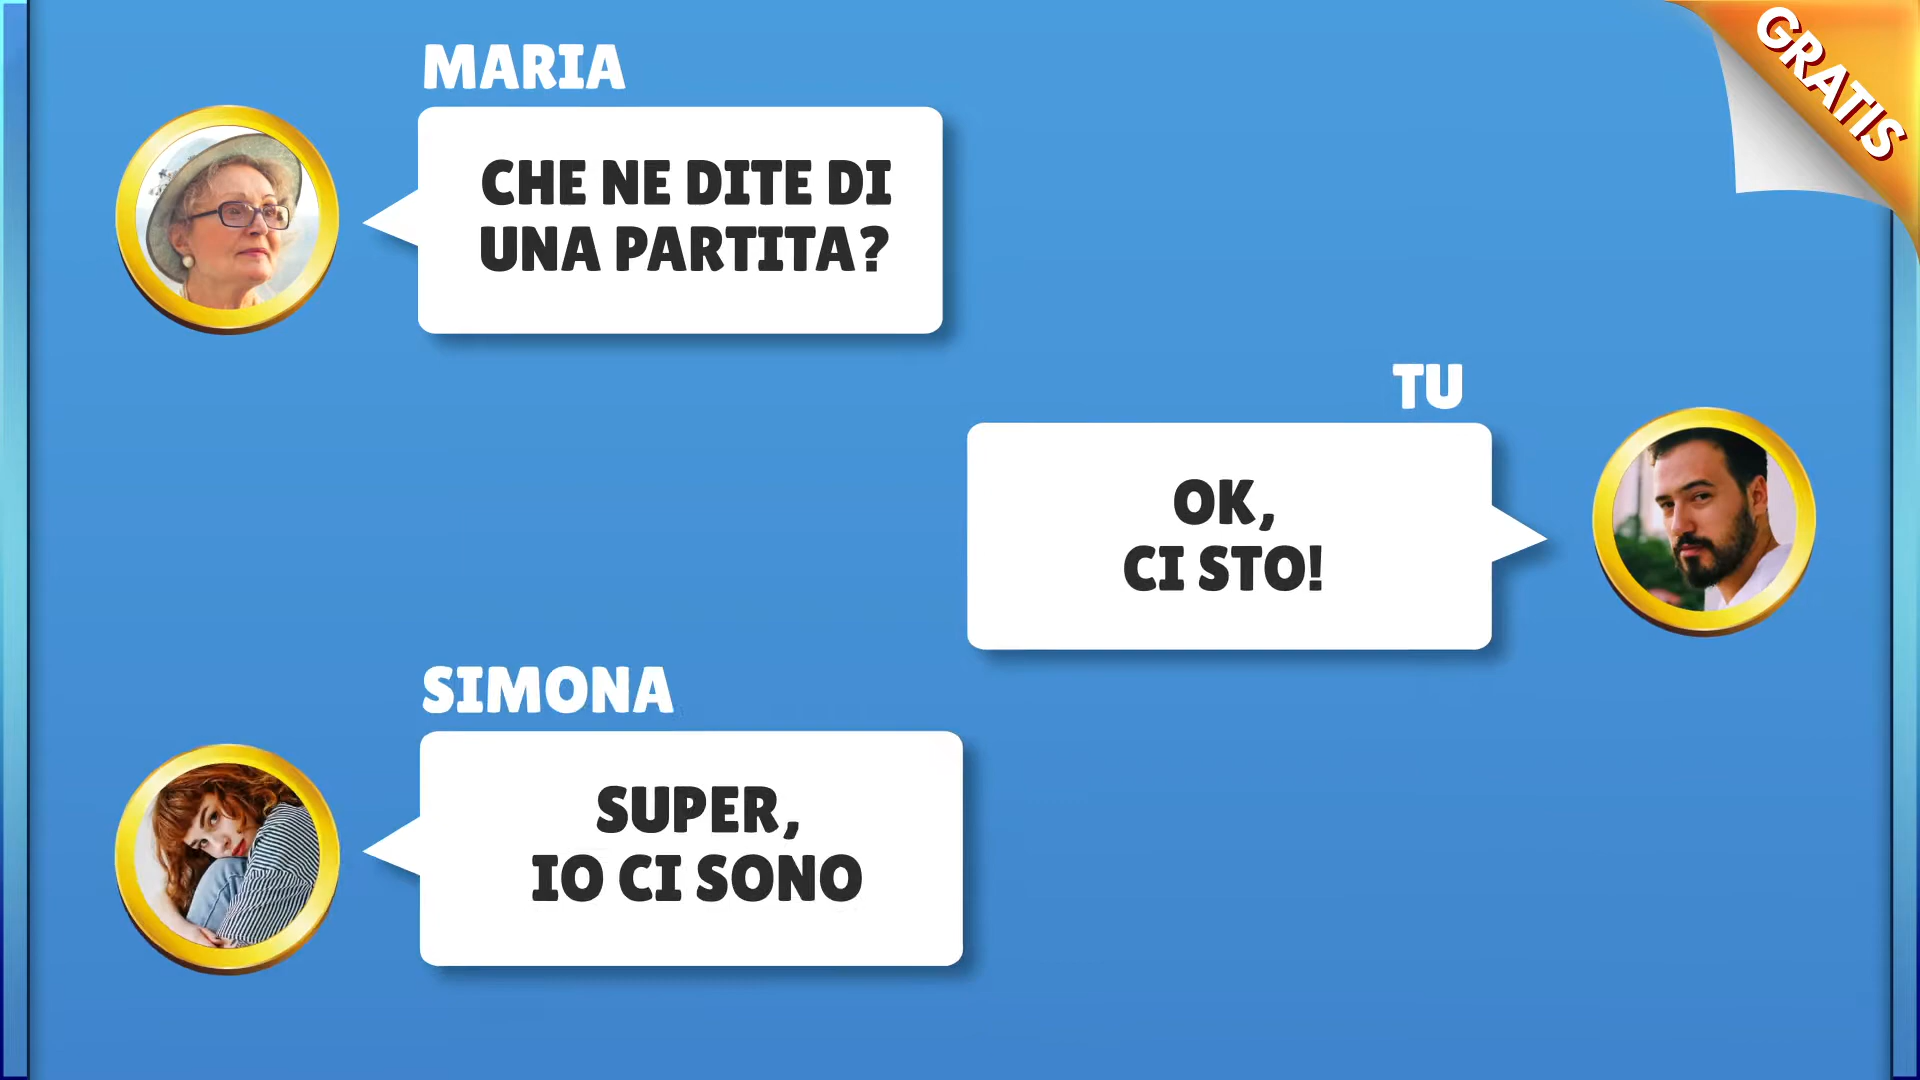 MARIA
GRATIS
CHE NE DITE DI
UNA PARTITA?
TU
OK,
CI STO!
SIMONA
SUPER,
IO CI SONO